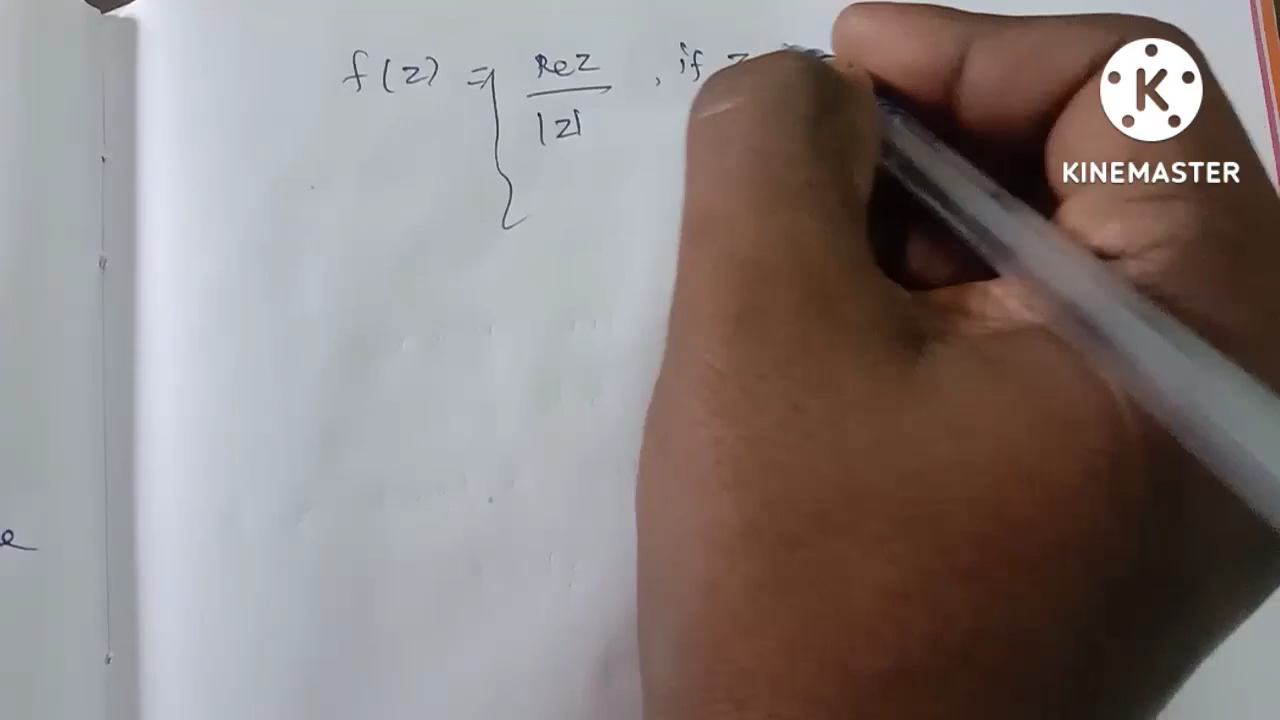 f(z) = { Re z / |z| , if z
K
KINEMASTER
e